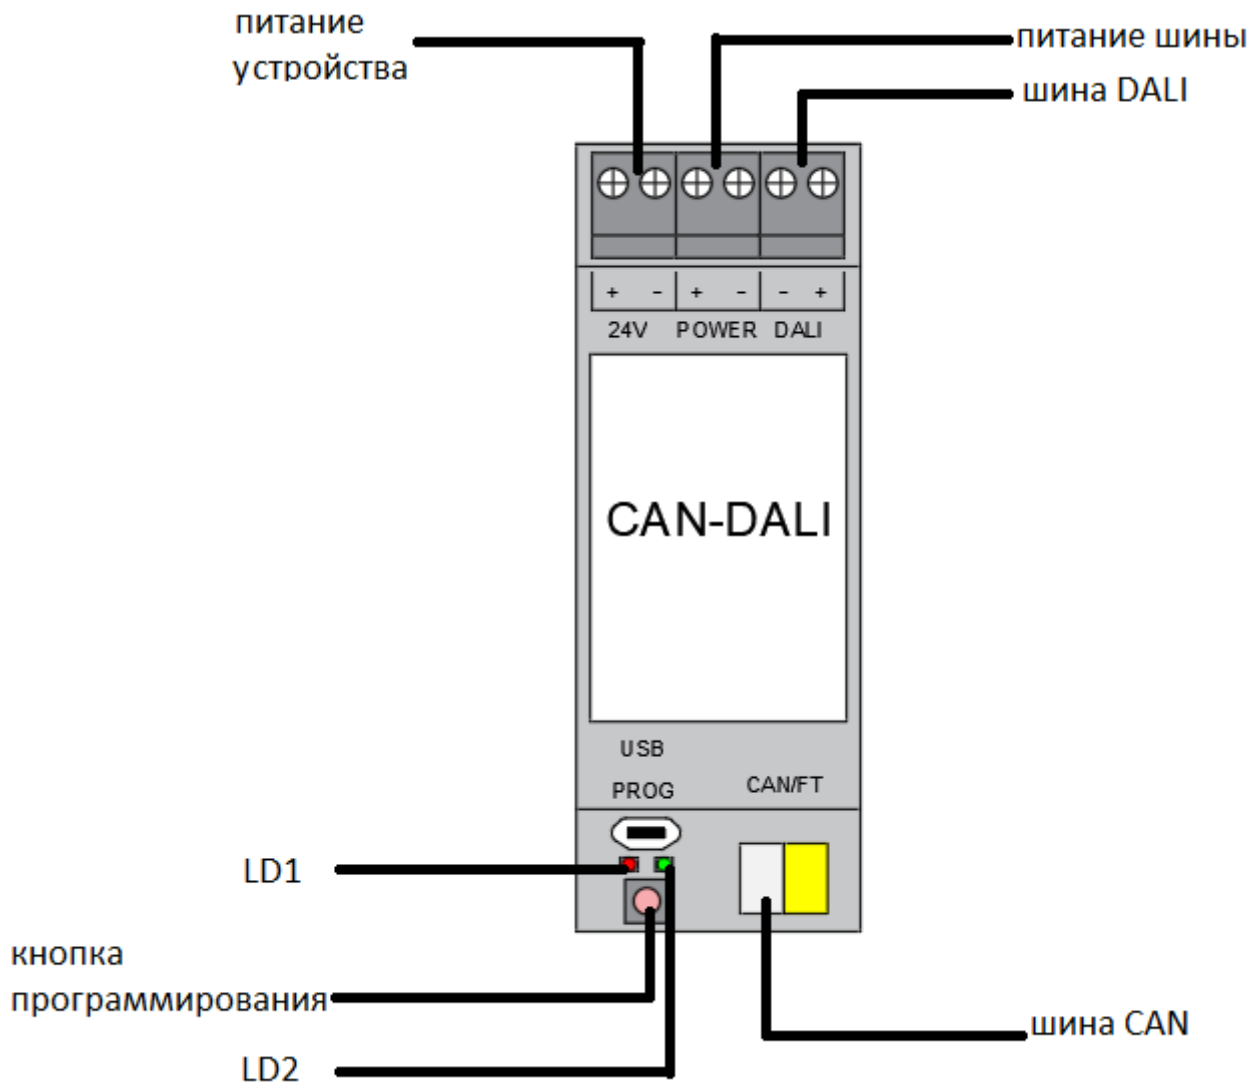 питание
устройства
питание шины
шина DALI
+ - + - - +
24V POWER DALI
CAN-DALI
USB
PROG
CAN/FT
LD1
кнопка
программирования
LD2
шина CAN